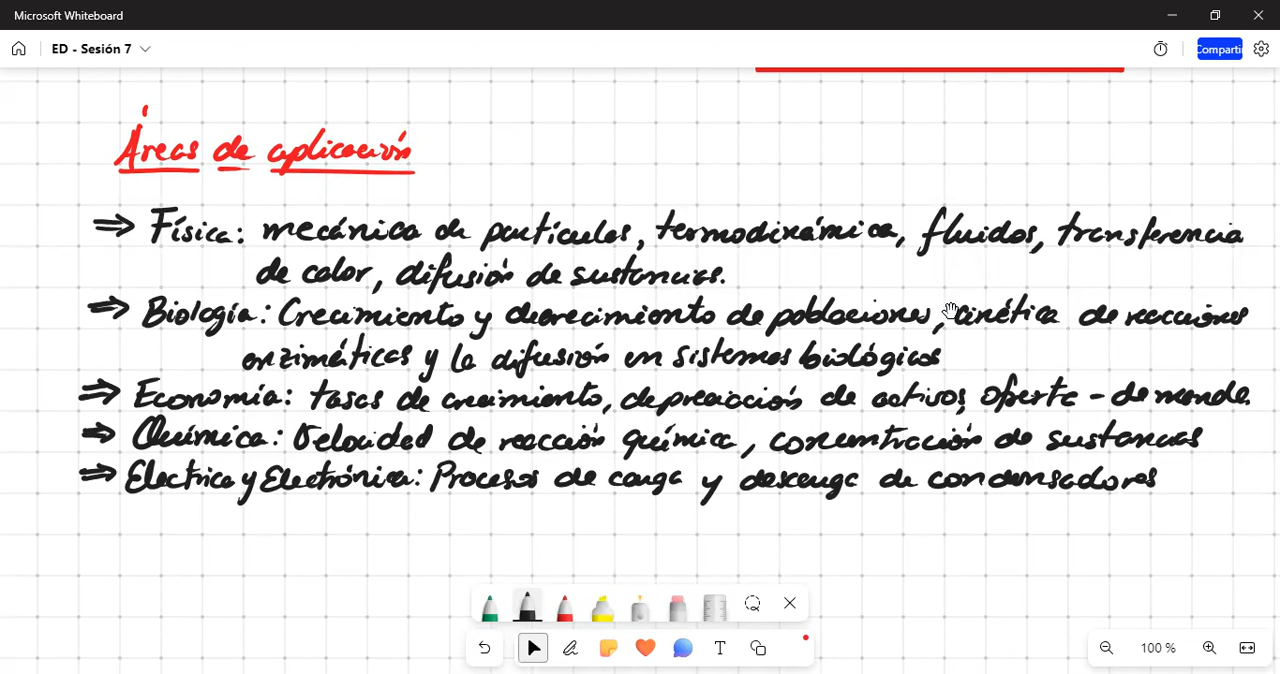 Microsoft Whiteboard
ED - Sesión 7
Comparti
Áreas de aplicación
⇒ Física: mecánica de partículas, termodinámica, fluidos, transferencia
de calor, difusión de sustancias.
⇒ Biología: Crecimiento y decrecimiento de poblaciones, cinética de reacciones
enzimáticas y la difusión en sistemas biológicos
⇒ Economía: tasas de crecimiento, depreciación de activos, oferta - demanda.
⇒ Química: Velocidad de reacción química, concentración de sustancias
⇒ Electrica y Electrónica: Procesos de carga y descarga de condensadores
100 %